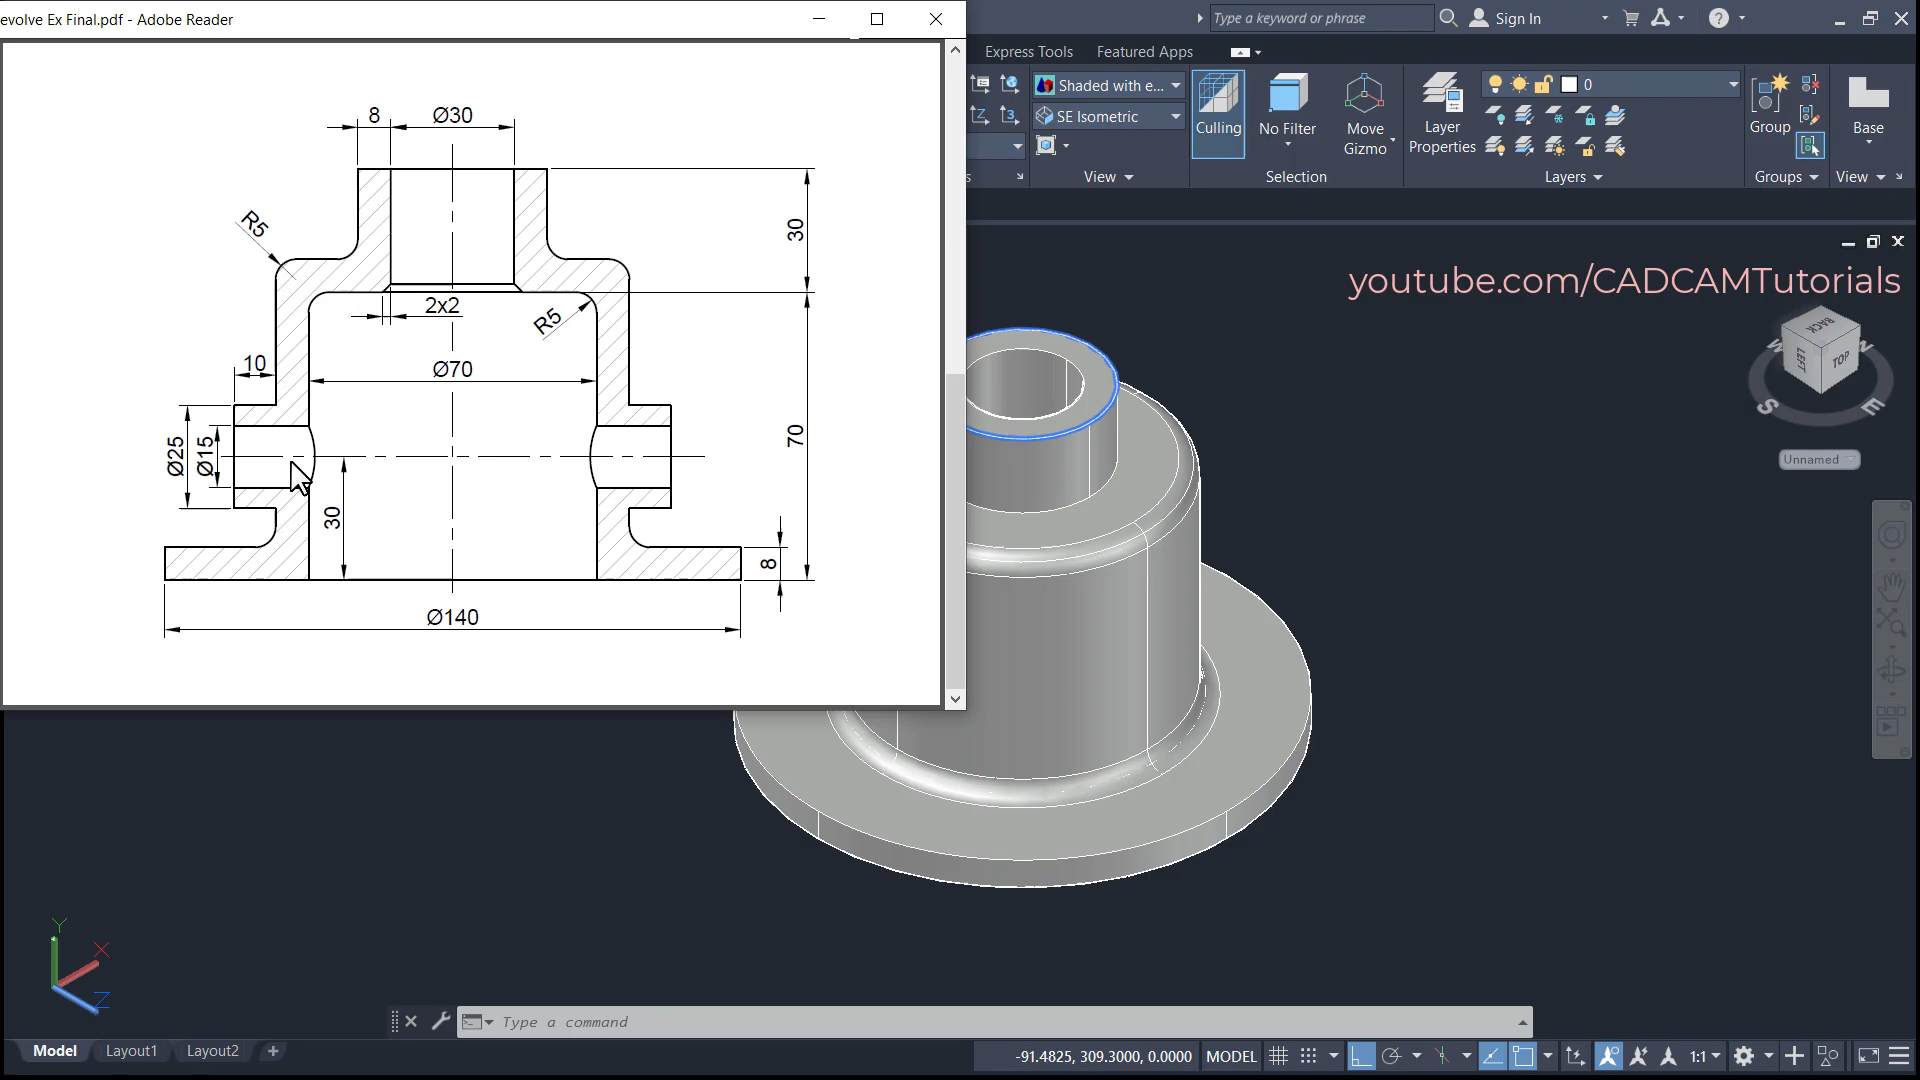 evolve Ex Final.pdf - Adobe Reader
Type a keyword or phrase
Sign In
Express Tools
Featured Apps
Shaded with e...
SE Isometric
View
Culling
No Filter
Move
Gizmo
Selection
Layer
Properties
0
Layers
Group
Groups
Base
View
s
youtube.com/CADCAMTutorials
BACK
LEFT
TOP
W
N
S
E
Unnamed
8
Ø30
R5
30
2x2
R5
10
Ø70
Ø25
Ø15
70
30
8
Ø140
Y
X
Z
Type a command
Model
Layout1
Layout2
-91.4825, 309.3000, 0.0000
MODEL
1:1